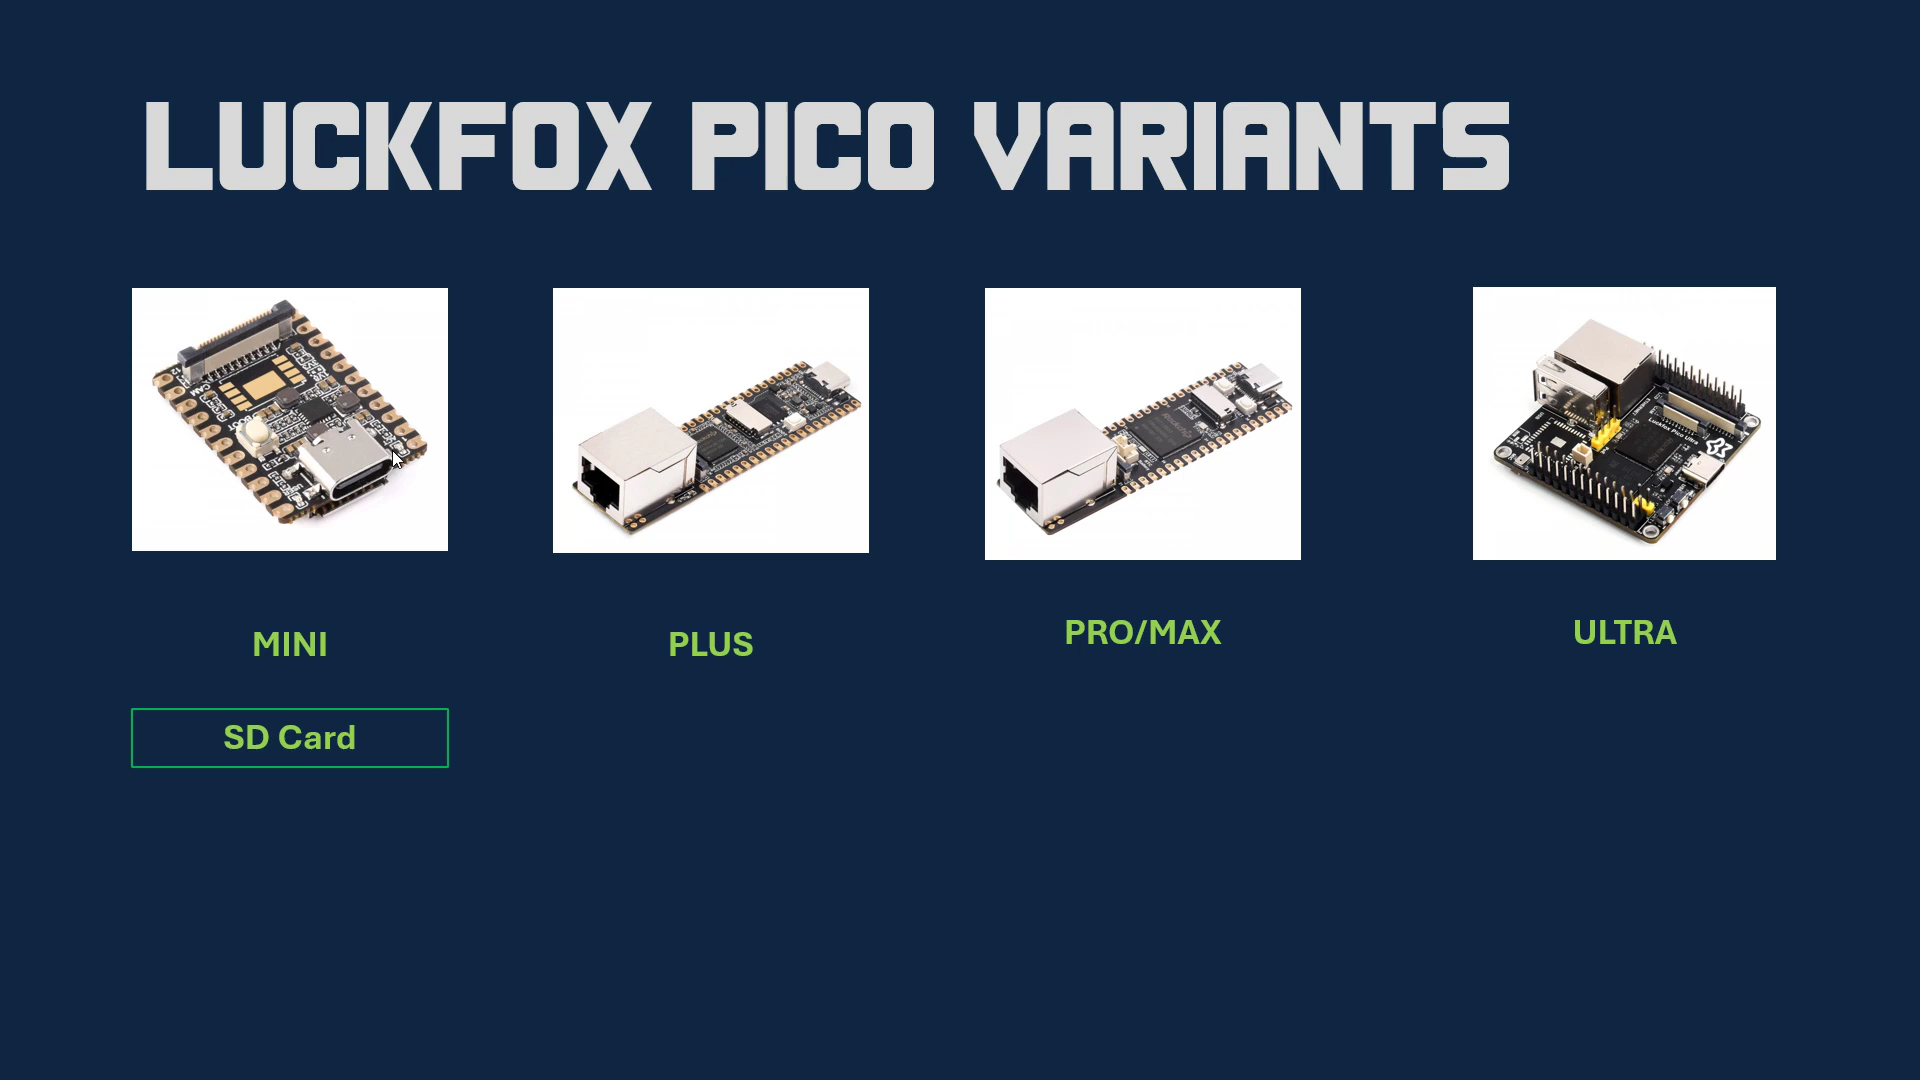 LUCKFOX PICO VARIANTS
MINI
PLUS
PRO/MAX
ULTRA
SD Card